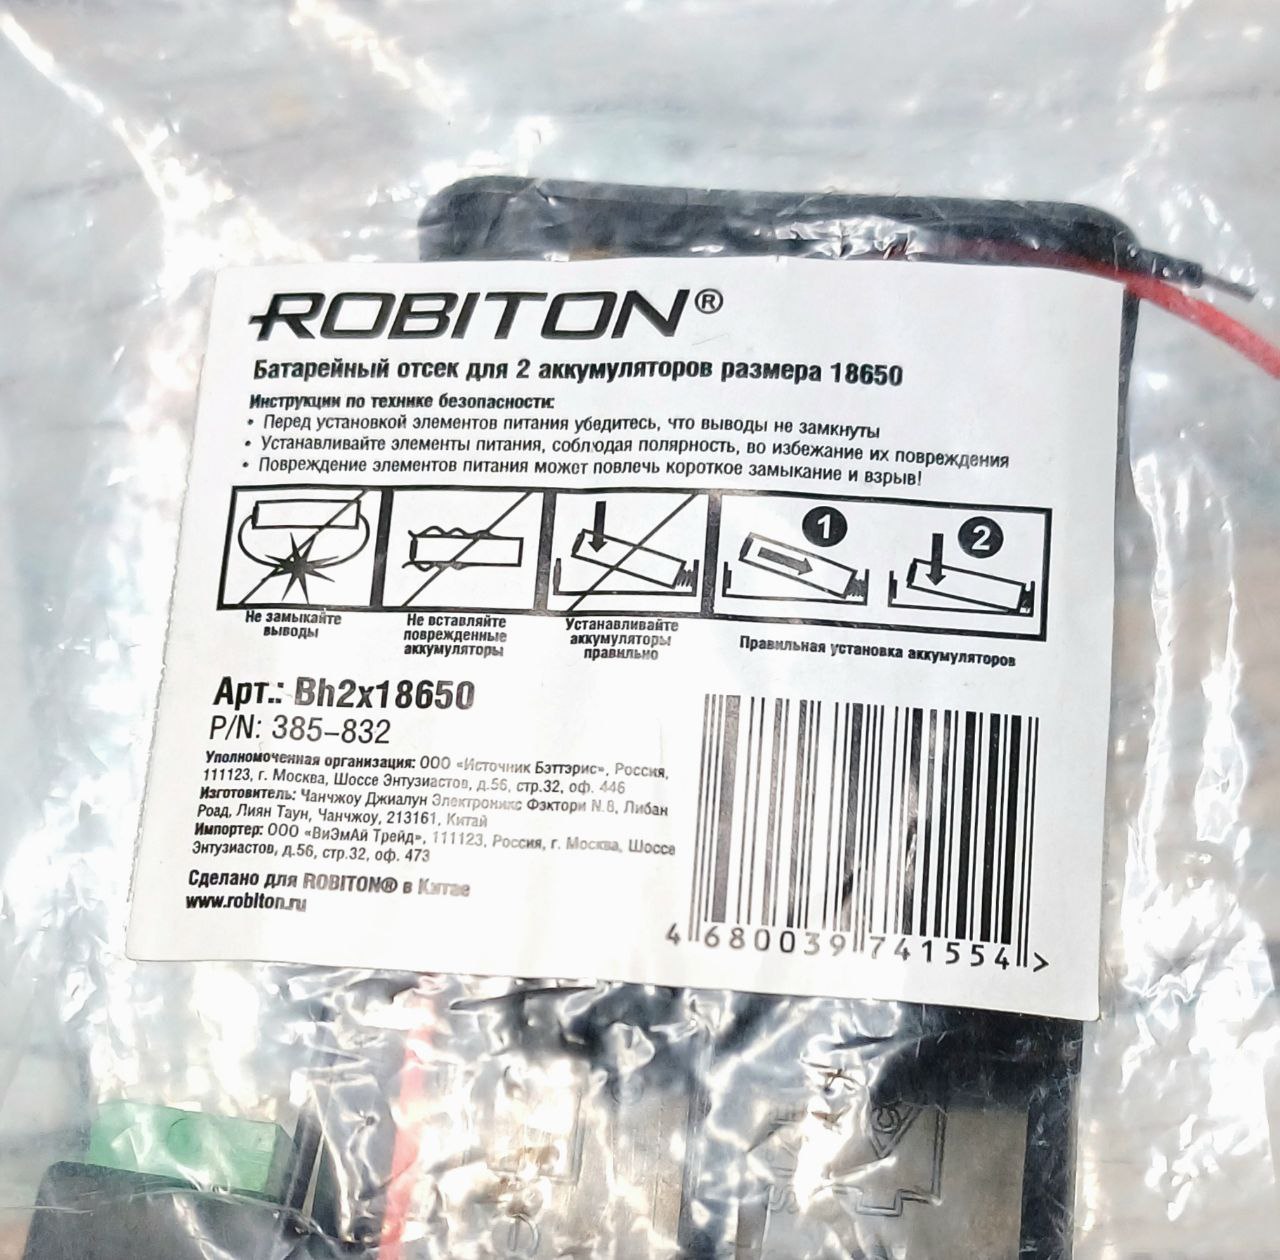 ROBITON®
Батарейный отсек для 2 аккумуляторов размера 18650
Инструкции по технике безопасности:
• Перед установкой элементов питания убедитесь, что выводы не замкнуты
• Устанавливайте элементы питания, соблюдая полярность, во избежание их повреждения
• Повреждение элементов питания может повлечь короткое замыкание и взрыв!
1
2
Не замыкайте
выводы
Не вставляйте
поврежденные
аккумуляторы
Устанавливайте
аккумуляторы
правильно
Правильная установка аккумуляторов
Арт.: Bh2x18650
P/N: 385-832
Уполномоченная организация: ООО «Источник Бэттэрис», Россия,
111123, г. Москва, Шоссе Энтузиастов, д.56, стр.32, оф. 446
Изготовитель: Чанчжоу Джиалун Электроникс Фэктори N.8, Либан
Роад, Лиян Таун, Чанчжоу, 213161, Китай
Импортер: ООО «ВиЭмАй Трейд», 111123, Россия, г. Москва, Шоссе
Энтузиастов, д.56, стр.32, оф. 473
Сделано для ROBITON® в Китае
www.robiton.ru
4 680039 741554 >